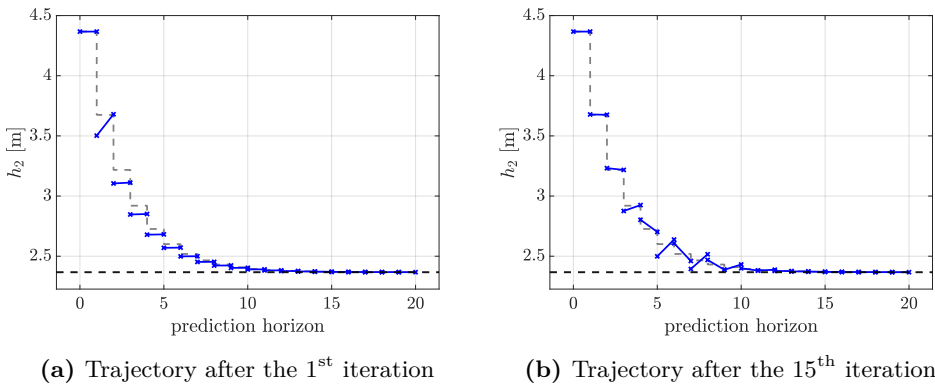 4.5
4
3.5
3
2.5
h₂ [m]
0 5 10 15 20
prediction horizon
(a) Trajectory after the 1ˢᵗ iteration
4.5
4
3.5
3
2.5
h₂ [m]
0 5 10 15 20
prediction horizon
(b) Trajectory after the 15ᵗʰ iteration